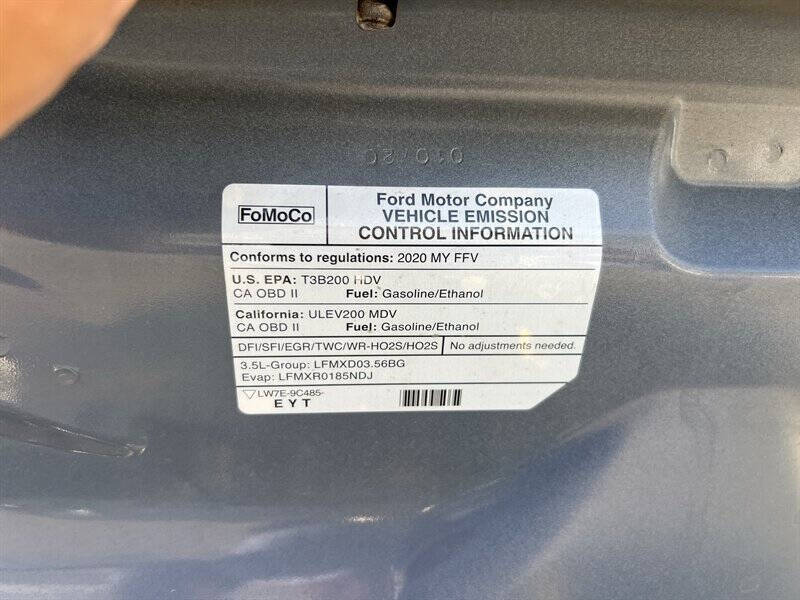 010720
FoMoCo
Ford Motor Company
VEHICLE EMISSION
CONTROL INFORMATION
Conforms to regulations: 2020 MY FFV
U.S. EPA: T3B200 HDV
CA OBD II Fuel: Gasoline/Ethanol
California: ULEV200 MDV
CA OBD II Fuel: Gasoline/Ethanol
DFI/SFI/EGR/TWC/WR-HO2S/HO2S No adjustments needed.
3.5L-Group: LFMXD03.56BG
Evap: LFMXR0185NDJ
LW7E-9C485-
EYT